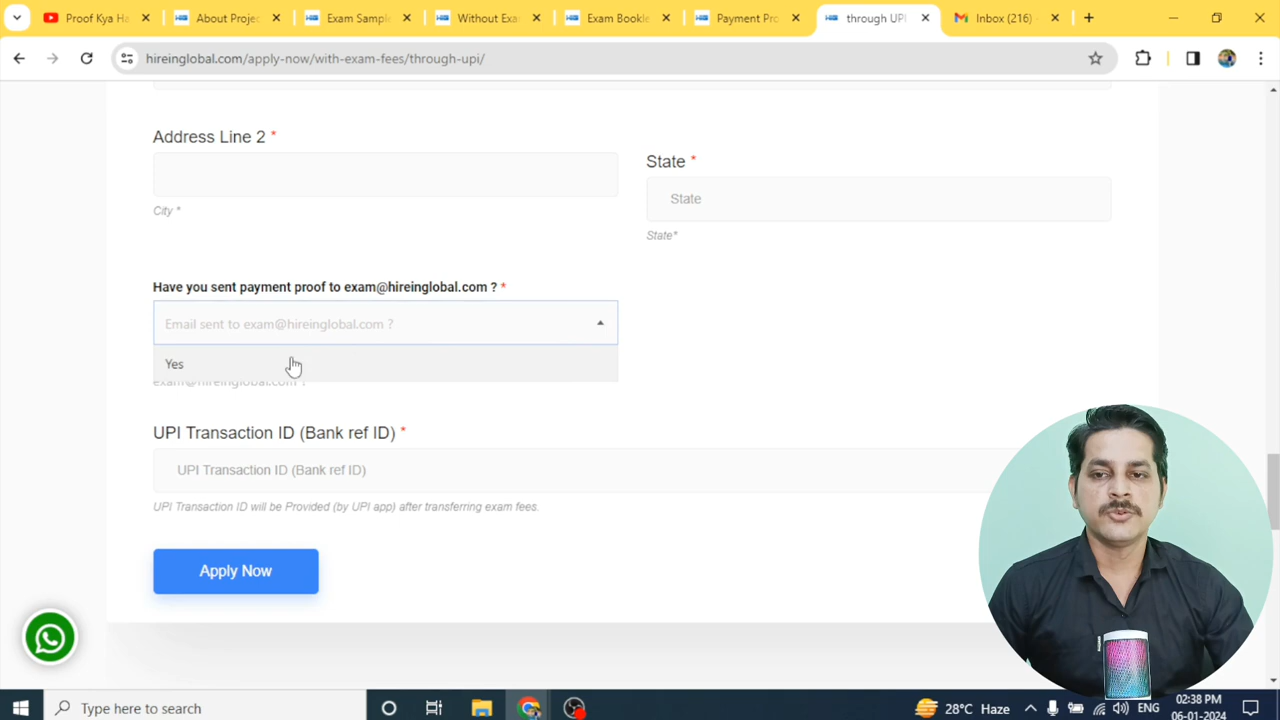 Proof Kya Ha
About Projec
Exam Sample
Without Exa
Exam Bookle
Payment Pro
through UPI
Inbox (216)
hireinglobal.com/apply-now/with-exam-fees/through-upi/
Address Line 2 *
City *
State *
State
State*
Have you sent payment proof to exam@hireinglobal.com ? *
Email sent to exam@hireinglobal.com ?
Yes
exam@hireinglobal.com ?
UPI Transaction ID (Bank ref ID) *
UPI Transaction ID (Bank ref ID)
UPI Transaction ID will be Provided (by UPI app) after transferring exam fees.
Apply Now
Type here to search
28°C Haze
ENG
02:38 PM
06-01-2024